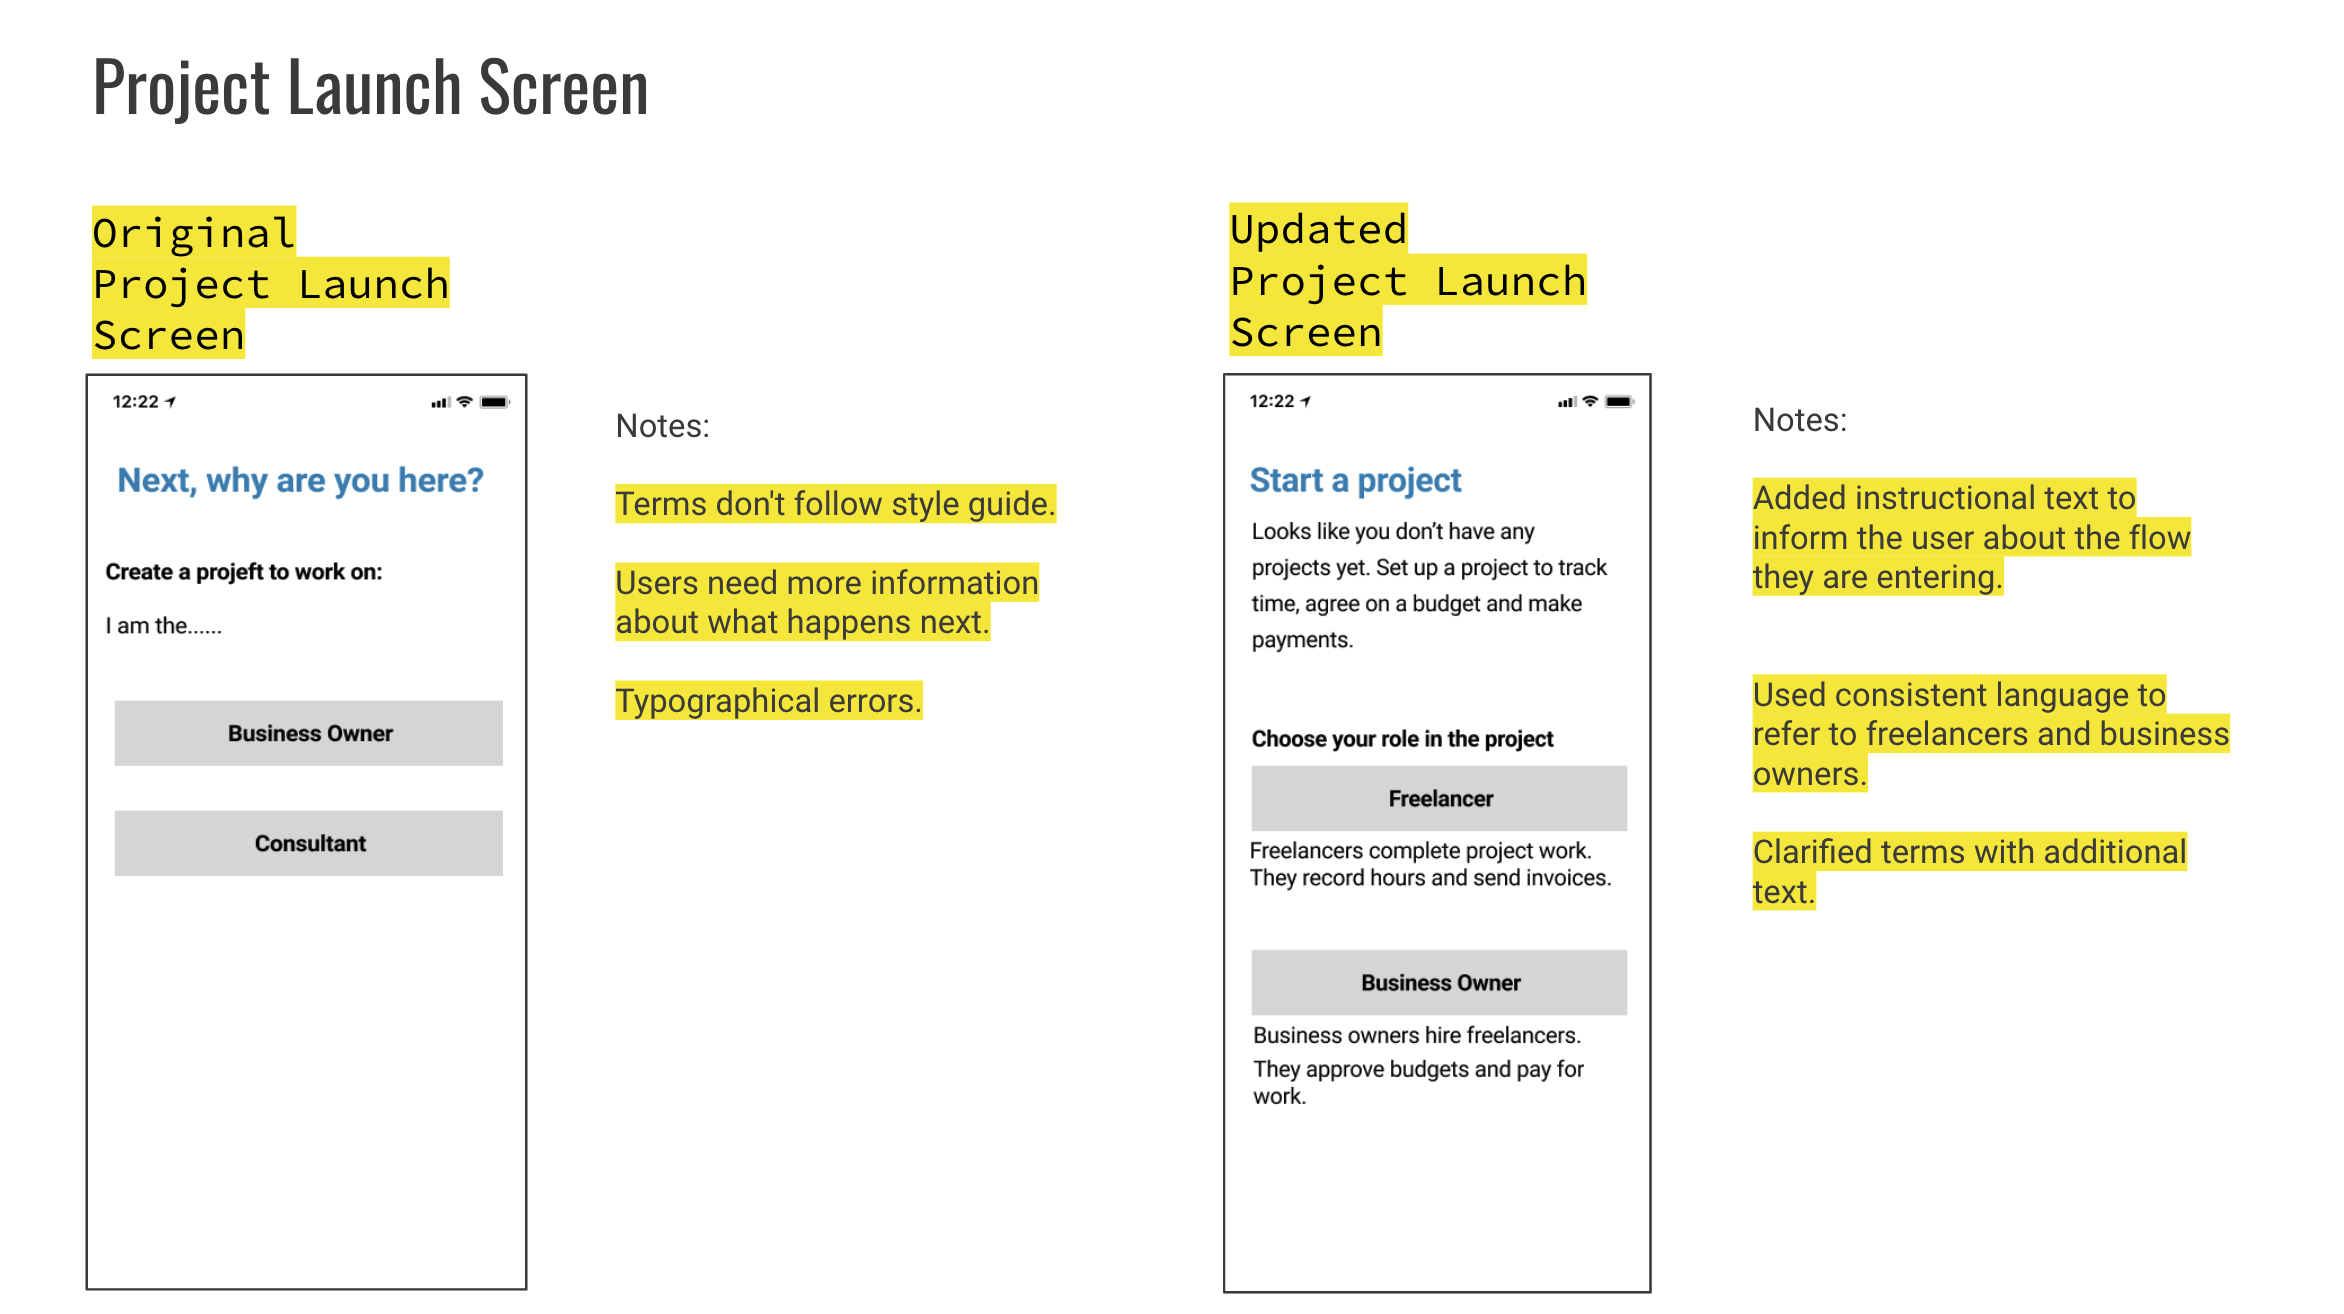 Project Launch Screen
Original
Project Launch
Screen
12:22
Next, why are you here?
Create a projeft to work on:
I am the......
Business Owner
Consultant
Notes:
Terms don't follow style guide.
Users need more information
about what happens next.
Typographical errors.
Updated
Project Launch
Screen
12:22
Start a project
Looks like you don’t have any
projects yet. Set up a project to track
time, agree on a budget and make
payments.
Choose your role in the project
Freelancer
Freelancers complete project work.
They record hours and send invoices.
Business Owner
Business owners hire freelancers.
They approve budgets and pay for
work.
Notes:
Added instructional text to
inform the user about the flow
they are entering.
Used consistent language to
refer to freelancers and business
owners.
Clarified terms with additional
text.